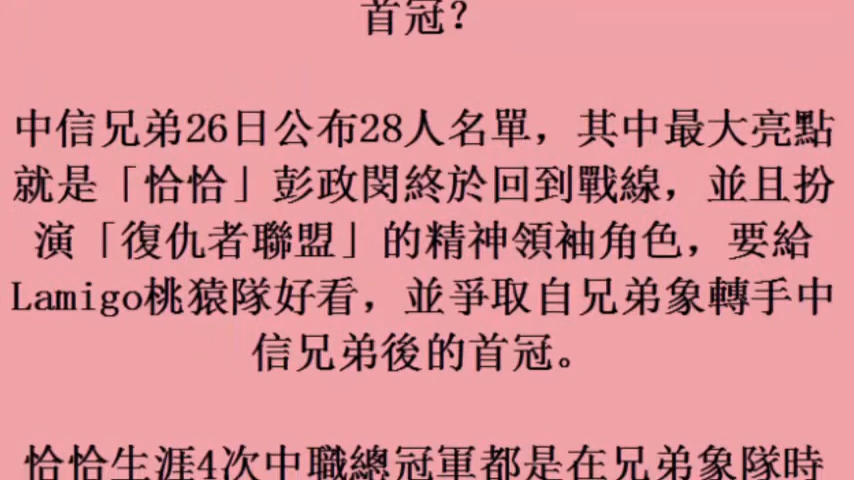 首冠？
中信兄弟26日公布28人名單，其中最大亮點
就是「恰恰」彭政閔終於回到戰線，並且扮
演「復仇者聯盟」的精神領袖角色，要給
Lamigo桃猿隊好看，並爭取自兄弟象轉手中
信兄弟後的首冠。
恰恰生涯4次中職總冠軍都是在兄弟象隊時